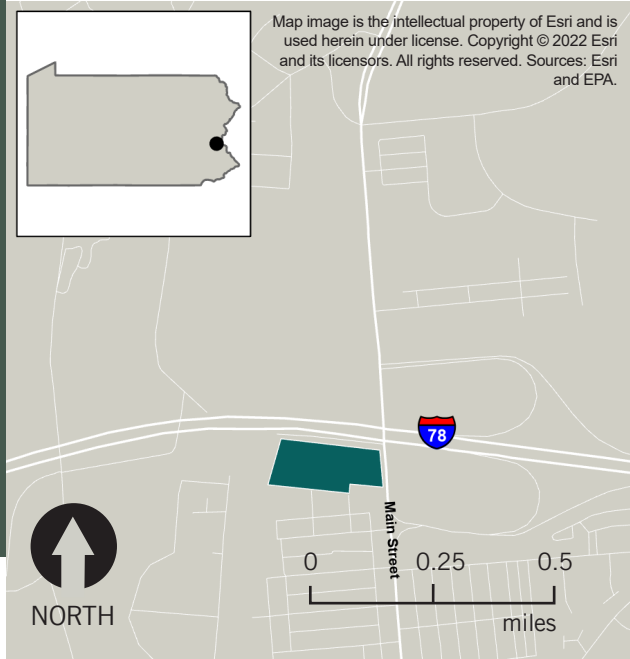 Map image is the intellectual property of Esri and is
used herein under license. Copyright © 2022 Esri
and its licensors. All rights reserved. Sources: Esri
and EPA.
78
Main Street
NORTH
0 0.25 0.5
miles